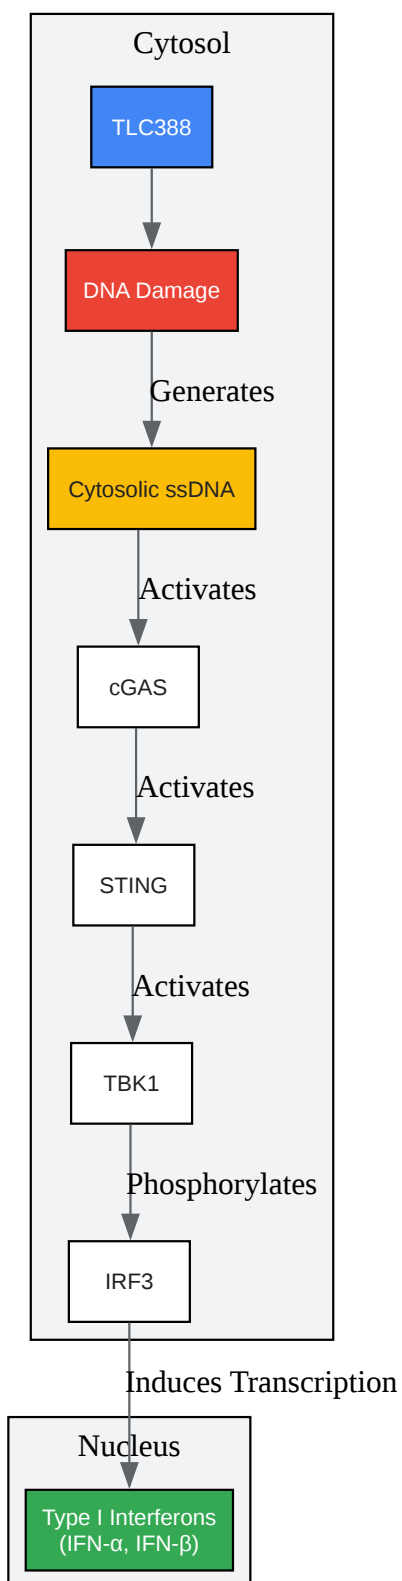 Cytosol
TLC388
DNA Damage
Generates
Cytosolic ssDNA
Activates
cGAS
Activates
STING
Activates
TBK1
Phosphorylates
IRF3
Induces Transcription
Nucleus
Type I Interferons
(IFN-α, IFN-β)